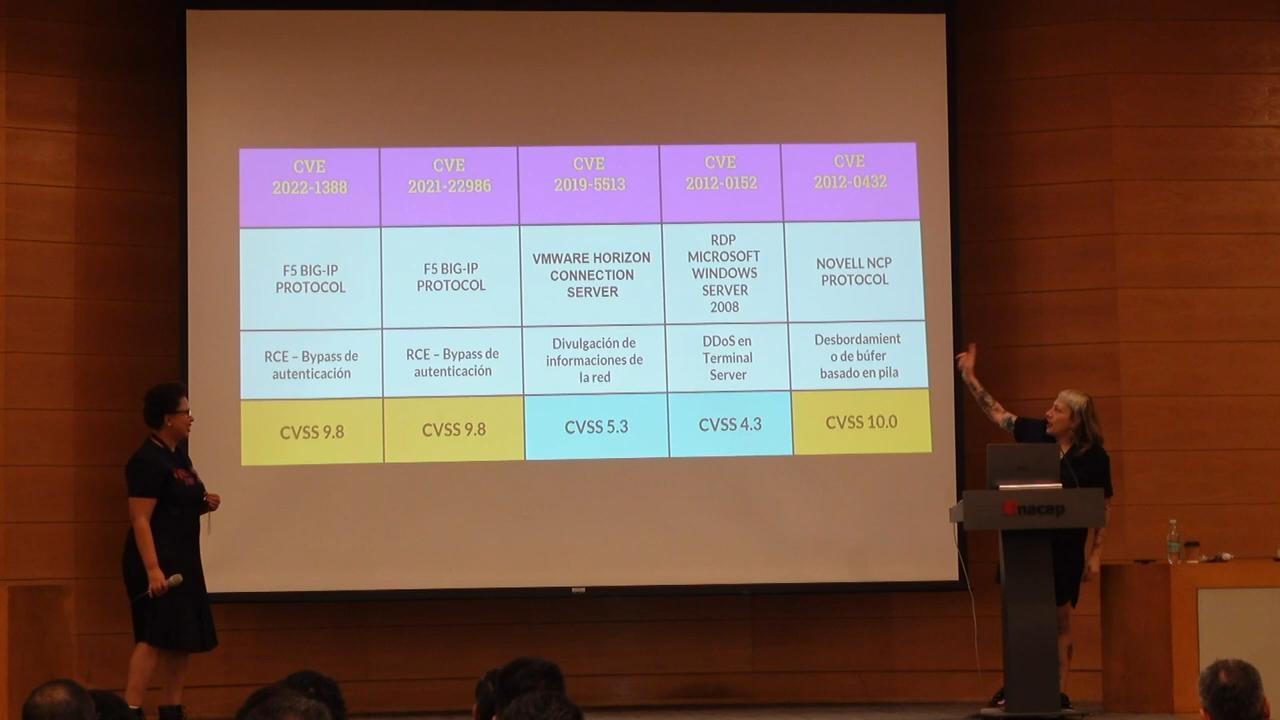 CVE
2022-1388
CVE
2021-22986
CVE
2019-5513
CVE
2012-0152
CVE
2012-0432
F5 BIG-IP
PROTOCOL
F5 BIG-IP
PROTOCOL
VMWARE HORIZON
CONNECTION
SERVER
RDP
MICROSOFT
WINDOWS
SERVER
2008
NOVELL NCP
PROTOCOL
RCE – Bypass de
autenticación
RCE – Bypass de
autenticación
Divulgación de
informaciones de
la red
DDoS en
Terminal
Server
Desbordamient
o de búfer
basado en pila
CVSS 9.8
CVSS 9.8
CVSS 5.3
CVSS 4.3
CVSS 10.0
inacap